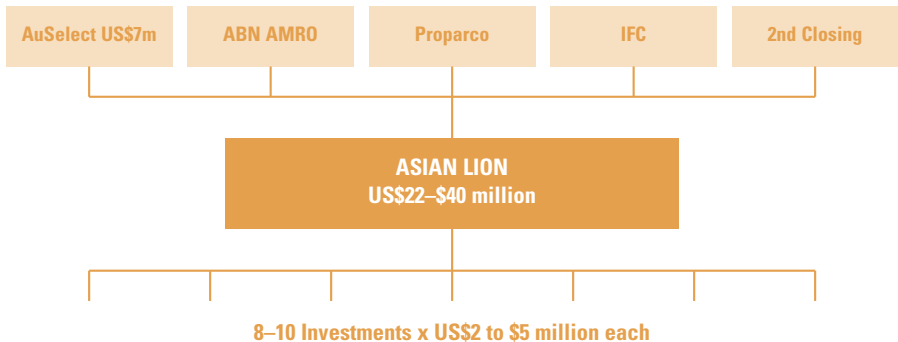 AuSelect US$7m
ABN AMRO
Proparco
IFC
2nd Closing
ASIAN LION
US$22–$40 million
8–10 Investments x US$2 to $5 million each